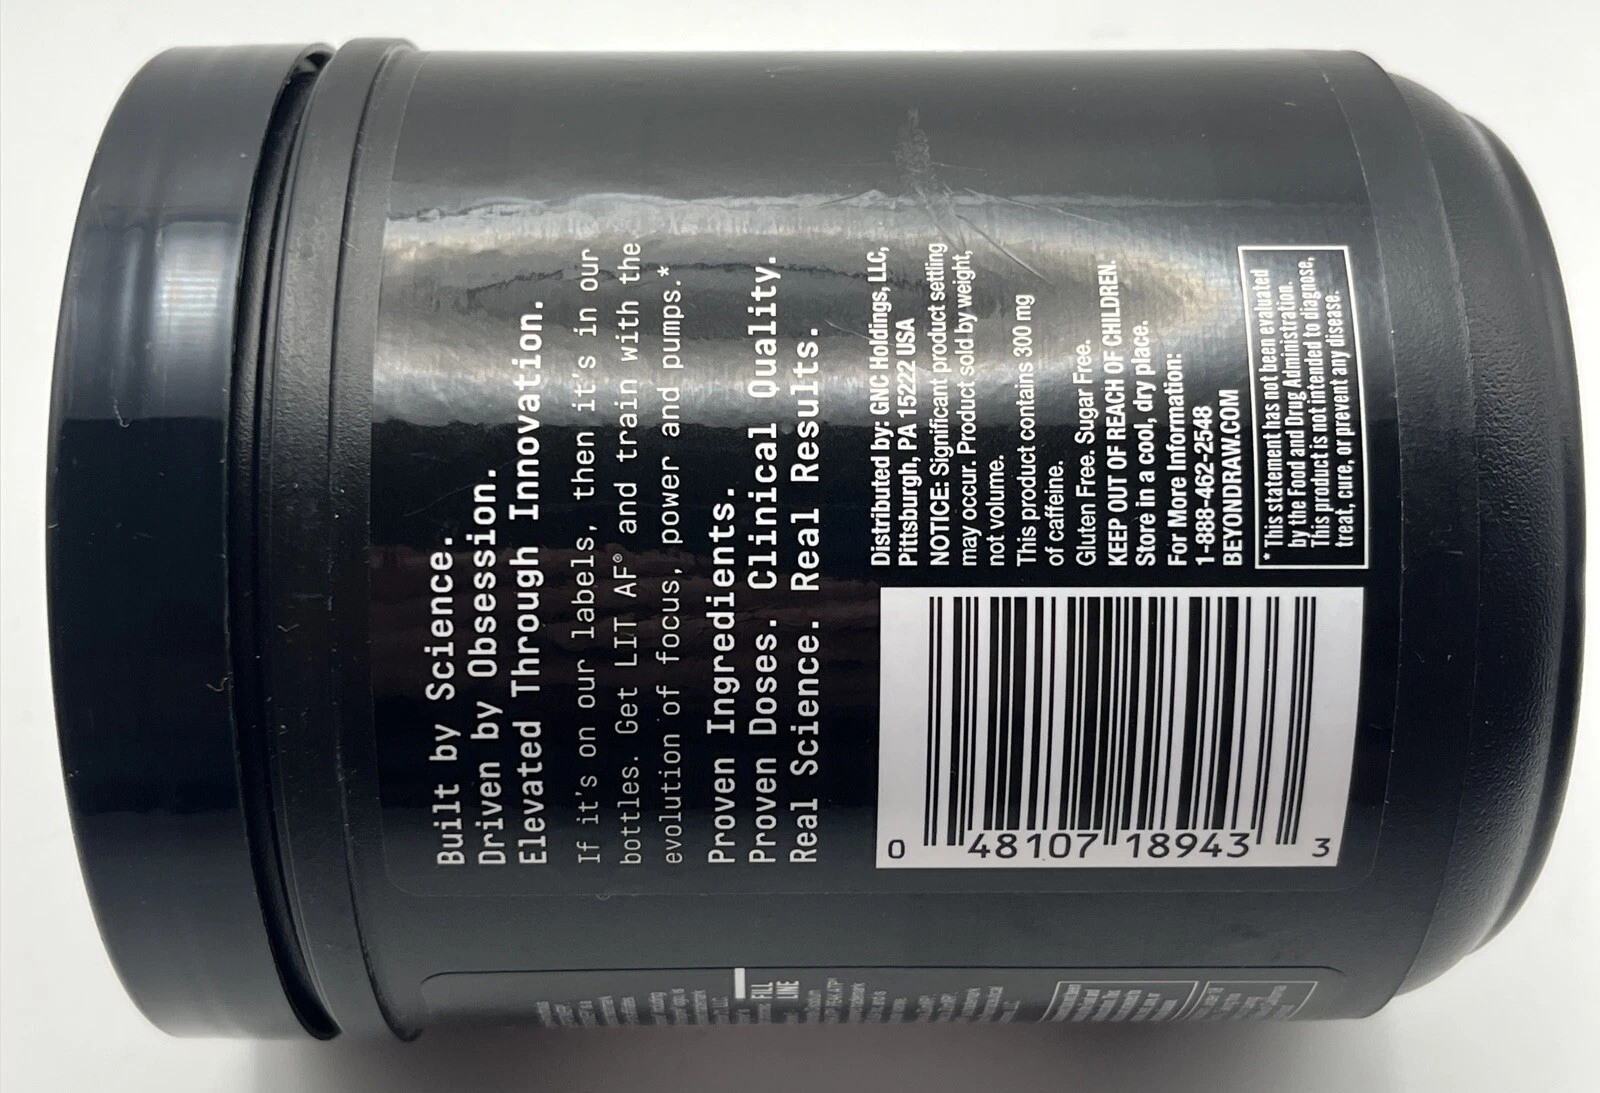 Built by Science.
Driven by Obsession.
Elevated Through Innovation.
If it's on our labels, then it's in our
bottles. Get LIT AF® and train with the
evolution of focus, power and pumps.*
Proven Ingredients.
Proven Doses. Clinical Quality.
Real Science. Real Results.
Distributed by: GNC Holdings, LLC,
Pittsburgh, PA 15222 USA
NOTICE: Significant product settling
may occur. Product sold by weight,
not volume.
This product contains 300 mg
of caffeine.
Gluten Free. Sugar Free.
KEEP OUT OF REACH OF CHILDREN.
Store in a cool, dry place.
For More Information:
1-888-462-2548
BEYONDRAW.COM
* This statement has not been evaluated
by the Food and Drug Administration.
This product is not intended to diagnose,
treat, cure, or prevent any disease.
0 48107 18943 3
FILL
LINE